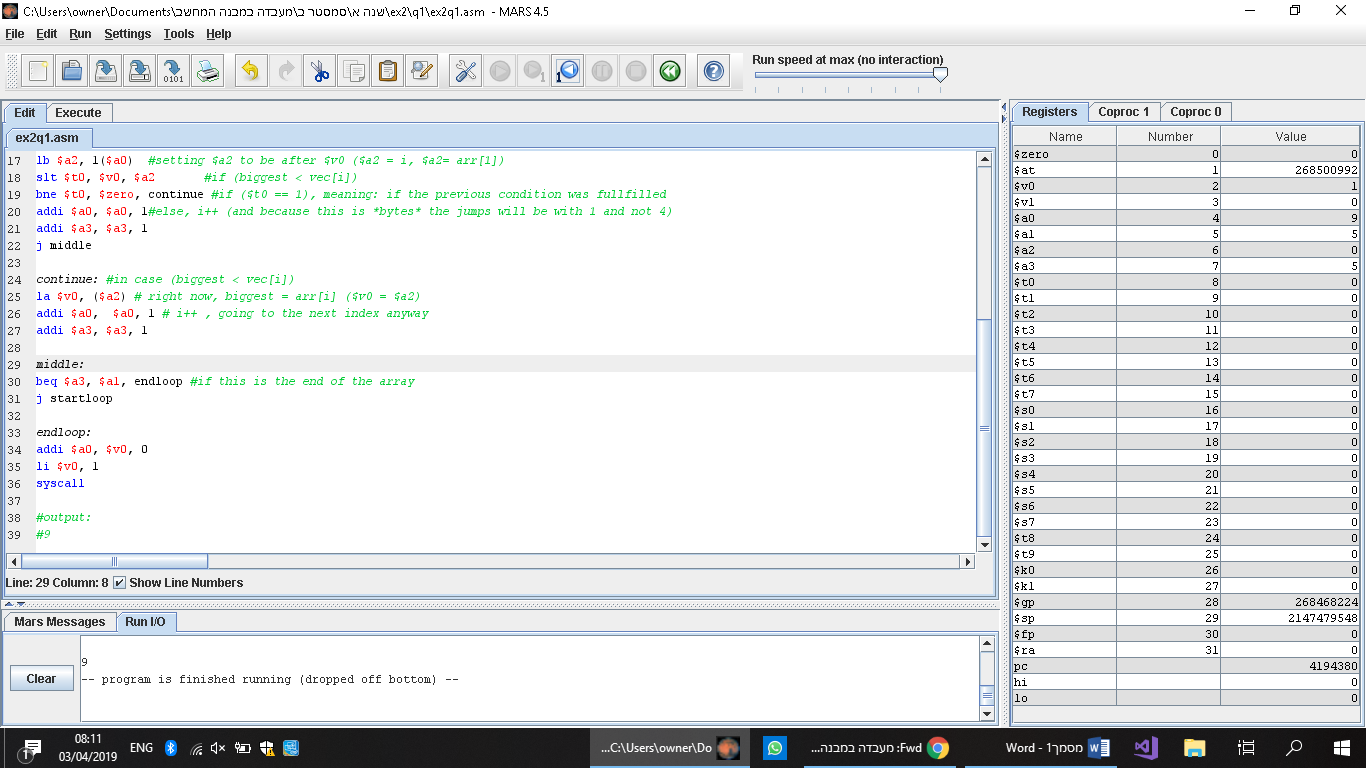 C:\Users\owner\Documents\שנה א\סמסטר ב\מעבדה במבנה המחשב\ex2\q1\ex2q1.asm - MARS 4.5
File Edit Run Settings Tools Help
Run speed at max (no interaction)
Edit Execute
ex2q1.asm
17 lb $a2, 1($a0) #setting $a2 to be after $v0 ($a2 = i, $a2= arr[1])
18 slt $t0, $v0, $a2 #if (biggest < vec[i])
19 bne $t0, $zero, continue #if ($t0 == 1), meaning: if the previous condition was fullfilled
20 addi $a0, $a0, 1#else, i++ (and because this is *bytes* the jumps will be with 1 and not 4)
21 addi $a3, $a3, 1
22 j middle
23
24 continue: #in case (biggest < vec[i])
25 la $v0, ($a2) # right now, biggest = arr[i] ($v0 = $a2)
26 addi $a0, $a0, 1 # i++ , going to the next index anyway
27 addi $a3, $a3, 1
28
29 middle:
30 beq $a3, $a1, endloop #if this is the end of the array
31 j startloop
32
33 endloop:
34 addi $a0, $v0, 0
35 li $v0, 1
36 syscall
37
38 #output:
39 #9
Line: 29 Column: 8 Show Line Numbers
Mars Messages Run I/O
Clear
9
-- program is finished running (dropped off bottom) --
Registers Coproc 1 Coproc 0
Name Number Value
$zero 0 0
$at 1 268500992
$v0 2 1
$v1 3 0
$a0 4 9
$a1 5 5
$a2 6 0
$a3 7 5
$t0 8 0
$t1 9 0
$t2 10 0
$t3 11 0
$t4 12 0
$t5 13 0
$t6 14 0
$t7 15 0
$s0 16 0
$s1 17 0
$s2 18 0
$s3 19 0
$s4 20 0
$s5 21 0
$s6 22 0
$s7 23 0
$t8 24 0
$t9 25 0
$k0 26 0
$k1 27 0
$gp 28 268468224
$sp 29 2147479548
$fp 30 0
$ra 31 0
pc 4194380
hi 0
lo 0
08:11
03/04/2019
ENG
...C:\Users\owner\Do
Fwd: מעבדה במבנה...
מסמך1 - Word